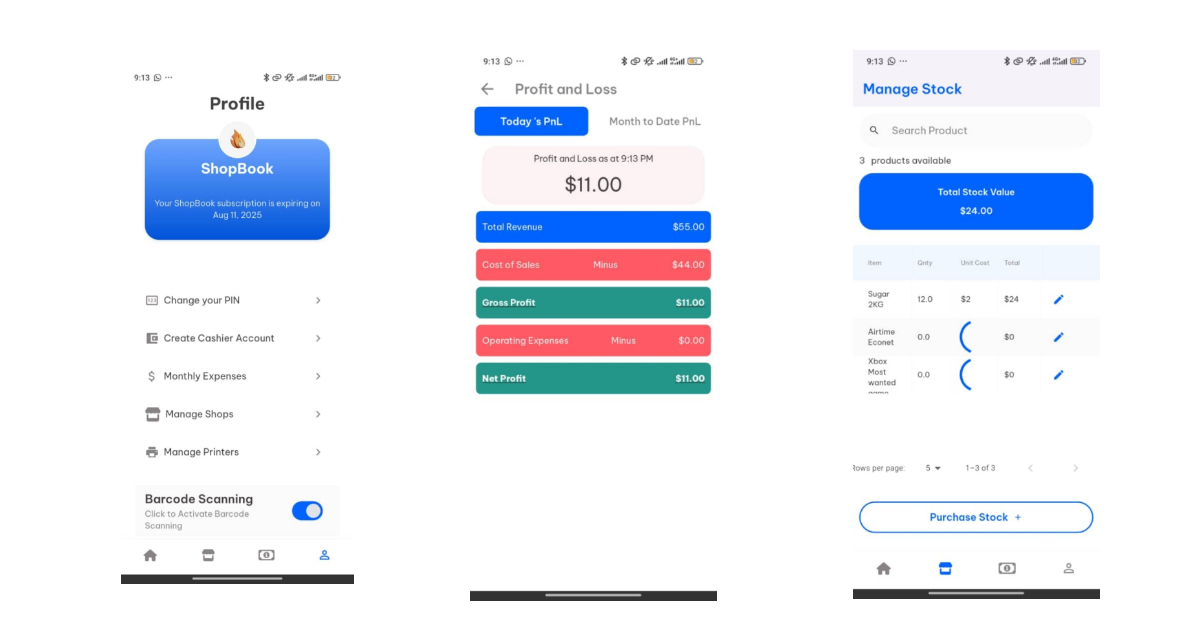 9:13
Profile
ShopBook
Your ShopBook subscription is expiring on
Aug 11, 2025
Change your PIN
Create Cashier Account
$ Monthly Expenses
Manage Shops
Manage Printers
Barcode Scanning
Click to Activate Barcode
Scanning
9:13
Profit and Loss
Today 's PnL Month to Date PnL
Profit and Loss as at 9:13 PM
$11.00
Total Revenue $55.00
Cost of Sales Minus $44.00
Gross Profit $11.00
Operating Expenses Minus $0.00
Net Profit $11.00
9:13
Manage Stock
Search Product
3 products available
Total Stock Value
$24.00
Item Qnty Unit Cost Total
Sugar
2KG
12.0 $2 $24
Airtime
Econet
0.0 $0
Xbox
Most
wanted
0.0 $0
Rows per page: 5 1-3 of 3
Purchase Stock +